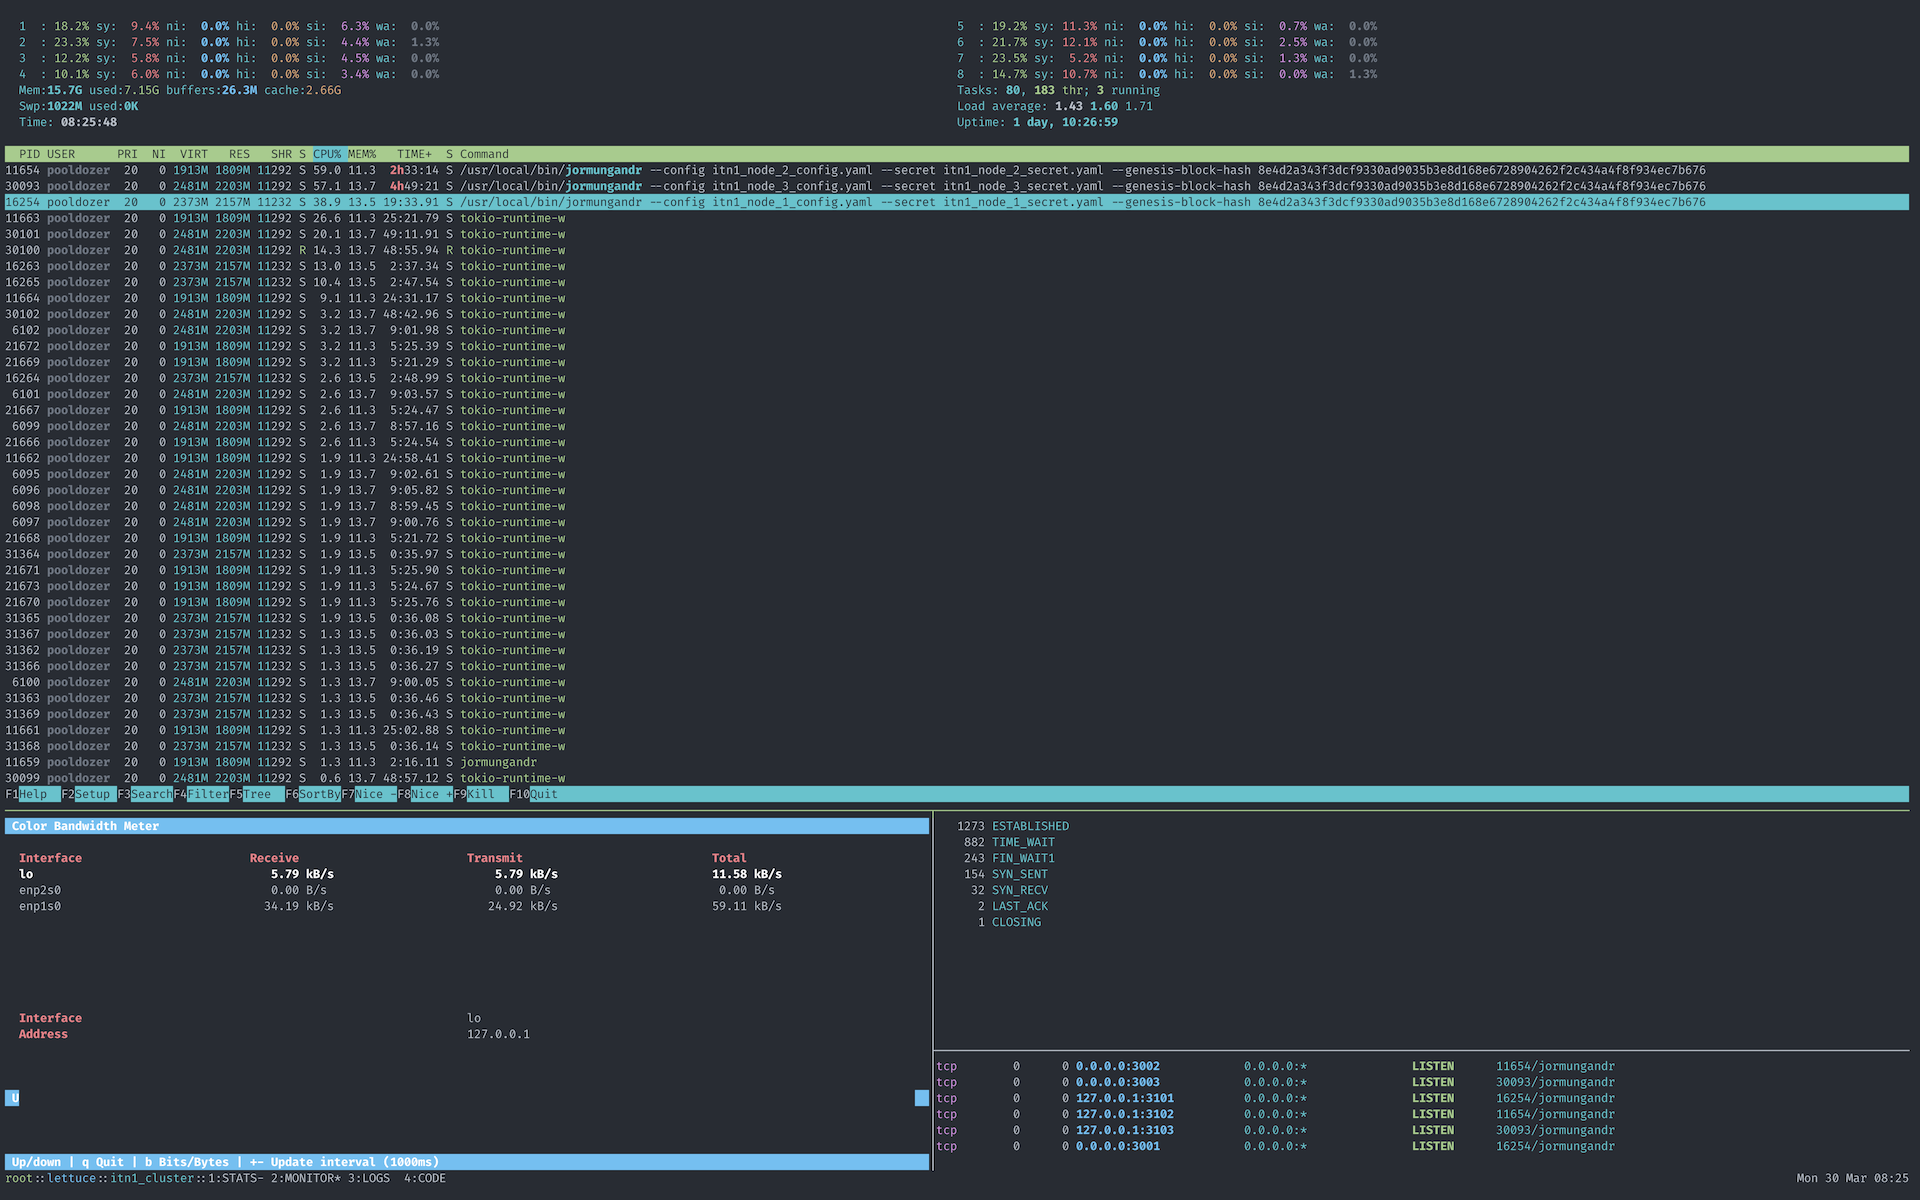 1  : 18.2% sy:  9.4% ni:  0.0% hi:  0.0% si:  6.3% wa:  0.0%
2  : 23.3% sy:  7.5% ni:  0.0% hi:  0.0% si:  4.4% wa:  1.3%
3  : 12.2% sy:  5.8% ni:  0.0% hi:  0.0% si:  4.5% wa:  0.0%
4  : 10.1% sy:  6.0% ni:  0.0% hi:  0.0% si:  3.4% wa:  0.0%
Mem:15.7G used:7.15G buffers:26.3M cache:2.66G
Swp:1022M used:0K
Time: 08:25:48
5  : 19.2% sy: 11.3% ni:  0.0% hi:  0.0% si:  0.7% wa:  0.0%
6  : 21.7% sy: 12.1% ni:  0.0% hi:  0.0% si:  2.5% wa:  0.0%
7  : 23.5% sy:  5.2% ni:  0.0% hi:  0.0% si:  1.3% wa:  0.0%
8  : 14.7% sy: 10.7% ni:  0.0% hi:  0.0% si:  0.0% wa:  1.3%
Tasks: 80, 183 thr; 3 running
Load average: 1.43 1.60 1.71
Uptime: 1 day, 10:26:59
PID USER PRI NI VIRT RES SHR S CPU% MEM% TIME+ S Command
11654 pooldozer 20 0 1913M 1809M 11292 S 59.0 11.3 2h33:14 S /usr/local/bin/jormungandr --config itn1_node_2_config.yaml --secret itn1_node_2_secret.yaml --genesis-block-hash 8e4d2a343f3dcf9330ad9035b3e8d168e6728904262f2c434a4f8f934ec7b676
30093 pooldozer 20 0 2481M 2203M 11292 S 57.1 13.7 4h49:21 S /usr/local/bin/jormungandr --config itn1_node_3_config.yaml --secret itn1_node_3_secret.yaml --genesis-block-hash 8e4d2a343f3dcf9330ad9035b3e8d168e6728904262f2c434a4f8f934ec7b676
16254 pooldozer 20 0 2373M 2157M 11232 S 38.9 13.5 19:33.91 S /usr/local/bin/jormungandr --config itn1_node_1_config.yaml --secret itn1_node_1_secret.yaml --genesis-block-hash 8e4d2a343f3dcf9330ad9035b3e8d168e6728904262f2c434a4f8f934ec7b676
11663 pooldozer 20 0 1913M 1809M 11292 S 26.6 11.3 25:21.79 S tokio-runtime-w
30101 pooldozer 20 0 2481M 2203M 11292 S 20.1 13.7 49:11.91 S tokio-runtime-w
30100 pooldozer 20 0 2481M 2203M 11292 R 14.3 13.7 48:55.94 R tokio-runtime-w
16263 pooldozer 20 0 2373M 2157M 11232 S 13.0 13.5 2:37.34 S tokio-runtime-w
16265 pooldozer 20 0 2373M 2157M 11232 S 10.4 13.5 2:47.54 S tokio-runtime-w
11664 pooldozer 20 0 1913M 1809M 11292 S 9.1 11.3 24:31.17 S tokio-runtime-w
30102 pooldozer 20 0 2481M 2203M 11292 S 3.2 13.7 48:42.96 S tokio-runtime-w
6102 pooldozer 20 0 2481M 2203M 11292 S 3.2 13.7 9:01.98 S tokio-runtime-w
21672 pooldozer 20 0 1913M 1809M 11292 S 3.2 11.3 5:25.39 S tokio-runtime-w
21669 pooldozer 20 0 1913M 1809M 11292 S 3.2 11.3 5:21.29 S tokio-runtime-w
16264 pooldozer 20 0 2373M 2157M 11232 S 2.6 13.5 2:48.99 S tokio-runtime-w
6101 pooldozer 20 0 2481M 2203M 11292 S 2.6 13.7 9:03.57 S tokio-runtime-w
21667 pooldozer 20 0 1913M 1809M 11292 S 2.6 11.3 5:24.47 S tokio-runtime-w
6099 pooldozer 20 0 2481M 2203M 11292 S 2.6 13.7 8:57.16 S tokio-runtime-w
21666 pooldozer 20 0 1913M 1809M 11292 S 2.6 11.3 5:24.54 S tokio-runtime-w
11662 pooldozer 20 0 1913M 1809M 11292 S 1.9 11.3 24:58.41 S tokio-runtime-w
6095 pooldozer 20 0 2481M 2203M 11292 S 1.9 13.7 9:02.61 S tokio-runtime-w
6096 pooldozer 20 0 2481M 2203M 11292 S 1.9 13.7 9:05.82 S tokio-runtime-w
6098 pooldozer 20 0 2481M 2203M 11292 S 1.9 13.7 8:59.45 S tokio-runtime-w
6097 pooldozer 20 0 2481M 2203M 11292 S 1.9 13.7 9:00.76 S tokio-runtime-w
21668 pooldozer 20 0 1913M 1809M 11292 S 1.9 11.3 5:21.72 S tokio-runtime-w
31364 pooldozer 20 0 2373M 2157M 11232 S 1.9 13.5 0:35.97 S tokio-runtime-w
21671 pooldozer 20 0 1913M 1809M 11292 S 1.9 11.3 5:25.90 S tokio-runtime-w
21673 pooldozer 20 0 1913M 1809M 11292 S 1.9 11.3 5:24.67 S tokio-runtime-w
21670 pooldozer 20 0 1913M 1809M 11292 S 1.9 11.3 5:25.76 S tokio-runtime-w
31365 pooldozer 20 0 2373M 2157M 11232 S 1.9 13.5 0:36.08 S tokio-runtime-w
31367 pooldozer 20 0 2373M 2157M 11232 S 1.3 13.5 0:36.03 S tokio-runtime-w
31362 pooldozer 20 0 2373M 2157M 11232 S 1.3 13.5 0:36.19 S tokio-runtime-w
31366 pooldozer 20 0 2373M 2157M 11232 S 1.3 13.5 0:36.27 S tokio-runtime-w
6100 pooldozer 20 0 2481M 2203M 11292 S 1.3 13.7 9:00.05 S tokio-runtime-w
31363 pooldozer 20 0 2373M 2157M 11232 S 1.3 13.5 0:36.46 S tokio-runtime-w
31369 pooldozer 20 0 2373M 2157M 11232 S 1.3 13.5 0:36.43 S tokio-runtime-w
11661 pooldozer 20 0 1913M 1809M 11292 S 1.3 11.3 25:02.88 S tokio-runtime-w
31368 pooldozer 20 0 2373M 2157M 11232 S 1.3 13.5 0:36.14 S tokio-runtime-w
11659 pooldozer 20 0 1913M 1809M 11292 S 1.3 11.3 2:16.11 S jormungandr
30099 pooldozer 20 0 2481M 2203M 11292 S 0.6 13.7 48:57.12 S tokio-runtime-w
F1Help F2Setup F3SearchF4FilterF5Tree F6SortByF7Nice -F8Nice +F9Kill F10Quit
Color Bandwidth Meter
Interface Receive Transmit Total
lo 5.79 kB/s 5.79 kB/s 11.58 kB/s
enp2s0 0.00 B/s 0.00 B/s 0.00 B/s
enp1s0 34.19 kB/s 24.92 kB/s 59.11 kB/s
Interface lo
Address 127.0.0.1
U
Up/down | q Quit | b Bits/Bytes | +- Update interval (1000ms)
1273 ESTABLISHED
882 TIME_WAIT
243 FIN_WAIT1
154 SYN_SENT
32 SYN_RECV
2 LAST_ACK
1 CLOSING
tcp 0 0 0.0.0.0:3002 0.0.0.0:* LISTEN 11654/jormungandr
tcp 0 0 0.0.0.0:3003 0.0.0.0:* LISTEN 30093/jormungandr
tcp 0 0 127.0.0.1:3101 0.0.0.0:* LISTEN 16254/jormungandr
tcp 0 0 127.0.0.1:3102 0.0.0.0:* LISTEN 11654/jormungandr
tcp 0 0 127.0.0.1:3103 0.0.0.0:* LISTEN 30093/jormungandr
tcp 0 0 0.0.0.0:3001 0.0.0.0:* LISTEN 16254/jormungandr
root::lettuce::itn1_cluster::1:STATS- 2:MONITOR* 3:LOGS 4:CODE
Mon 30 Mar 08:25